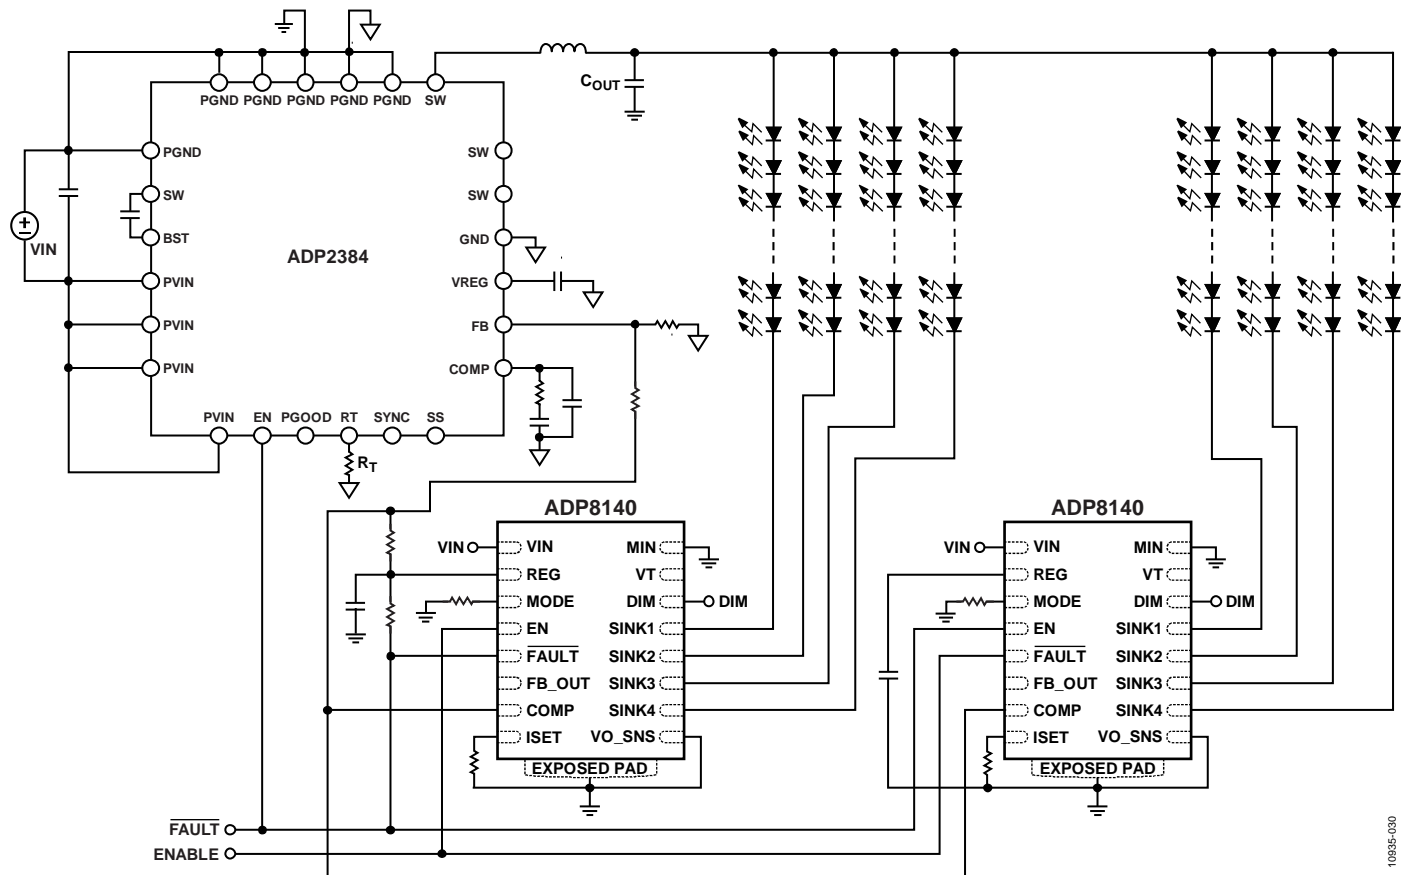 PGND PGND PGND PGND PGND SW
COUT
PGND
SW
BST
PVIN
PVIN
PVIN
VIN
ADP2384
SW
SW
GND
VREG
FB
COMP
PVIN EN PGOOD RT SYNC SS
RT
ADP8140
VIN
VIN
REG
MODE
EN
FAULT
FB_OUT
COMP
ISET
MIN
VT
DIM
DIM
SINK1
SINK2
SINK3
SINK4
VO_SNS
EXPOSED PAD
ADP8140
VIN
VIN
REG
MODE
EN
FAULT
FB_OUT
COMP
ISET
MIN
VT
DIM
DIM
SINK1
SINK2
SINK3
SINK4
VO_SNS
EXPOSED PAD
FAULT
ENABLE
10935-030